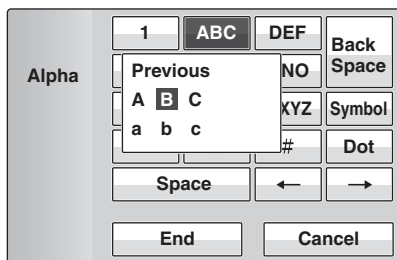 1 ABC DEF Back Space
Alpha
Previous
NO
A B C
XYZ Symbol
a b c
# Dot
Space ← →
End Cancel